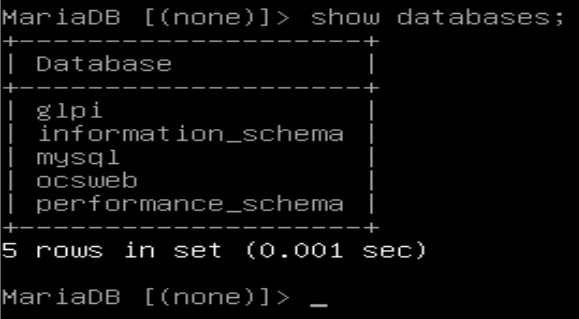 MariaDB [(none)]> show databases;
+--------------------+
| Database           |
+--------------------+
| glpi               |
| information_schema |
| mysql              |
| ocsweb             |
| performance_schema |
+--------------------+
5 rows in set (0.001 sec)
MariaDB [(none)]> _